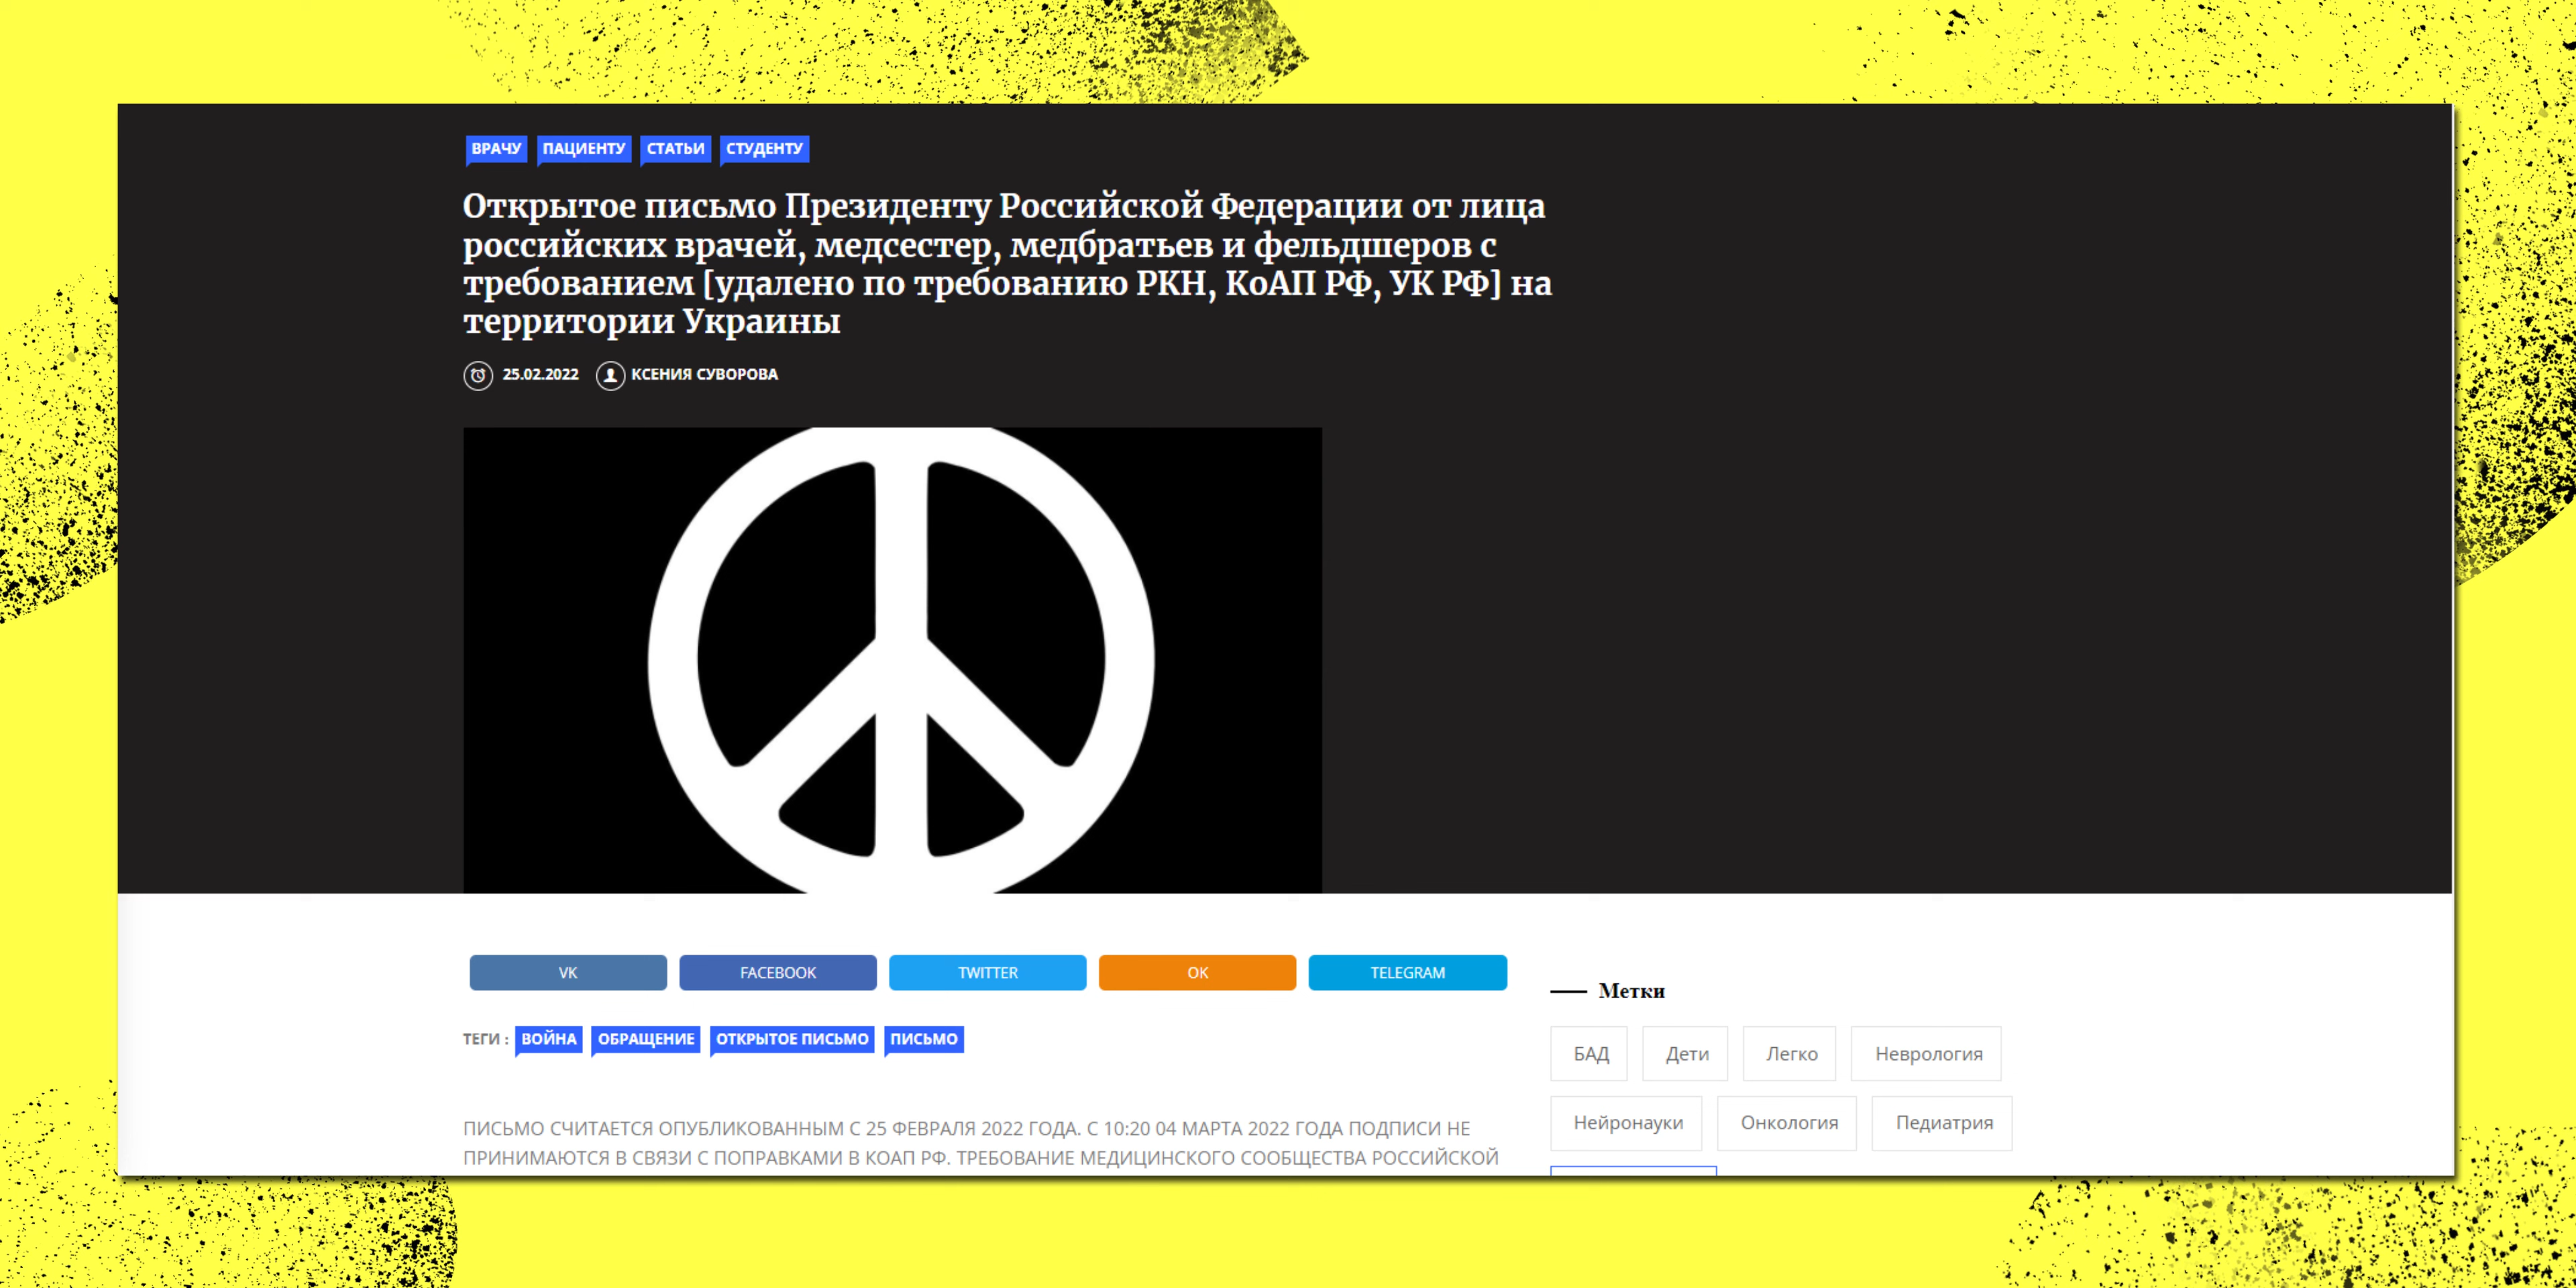 ВРАЧУ ПАЦИЕНТУ СТАТЬИ СТУДЕНТУ
Открытое письмо Президенту Российской Федерации от лица
российских врачей, медсестер, медбратьев и фельдшеров с
требованием [удалено по требованию РКН, КоАП РФ, УК РФ] на
территории Украины
25.02.2022 КСЕНИЯ СУВОРОВА
VK FACEBOOK TWITTER OK TELEGRAM
ТЕГИ : ВОЙНА ОБРАЩЕНИЕ ОТКРЫТОЕ ПИСЬМО ПИСЬМО
ПИСЬМО СЧИТАЕТСЯ ОПУБЛИКОВАННЫМ С 25 ФЕВРАЛЯ 2022 ГОДА. С 10:20 04 МАРТА 2022 ГОДА ПОДПИСИ НЕ
ПРИНИМАЮТСЯ В СВЯЗИ С ПОПРАВКАМИ В КОАП РФ. ТРЕБОВАНИЕ МЕДИЦИНСКОГО СООБЩЕСТВА РОССИЙСКОЙ
Метки
БАД Дети Легко Неврология
Нейронауки Онкология Педиатрия